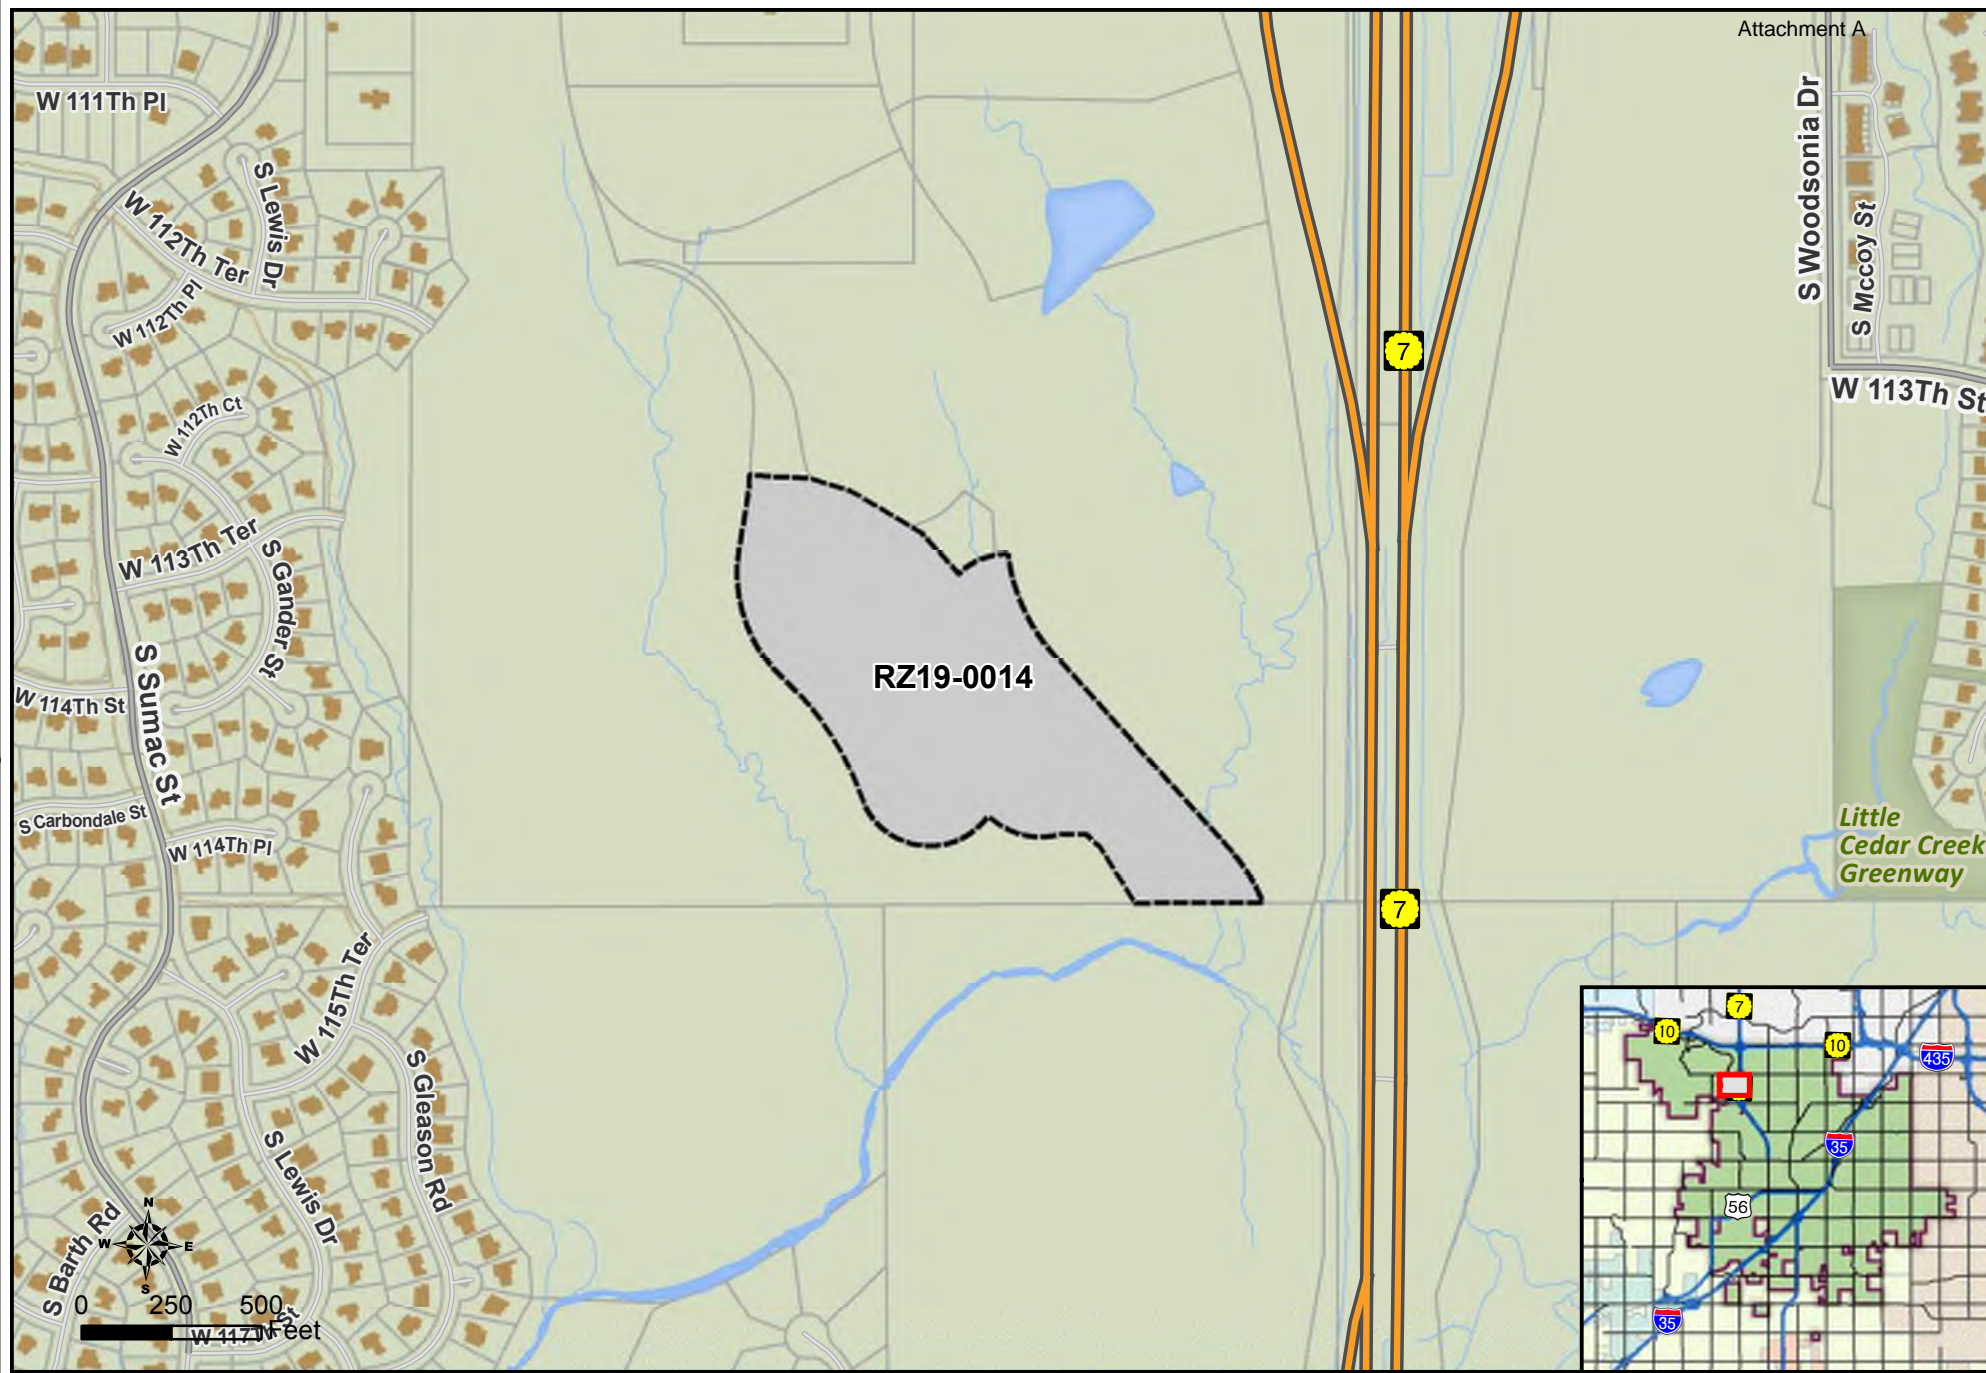 Attachment A
W 111Th Pl
S Lewis Dr
W 112Th Ter
W 112Th Pl
W 112Th Ct
W 113Th Ter
S Gander St
S Sumac St
W 114Th St
S Carbondale St
W 114Th Pl
W 115Th Ter
S Gleason Rd
S Lewis Dr
S Barth Rd
W 117Th St
RZ19-0014
7
7
S Woodsonia Dr
S Mccoy St
W 113Th St
Little
Cedar Creek
Greenway
N
W
E
S
0
250
500
Feet
7
10
10
435
35
56
35